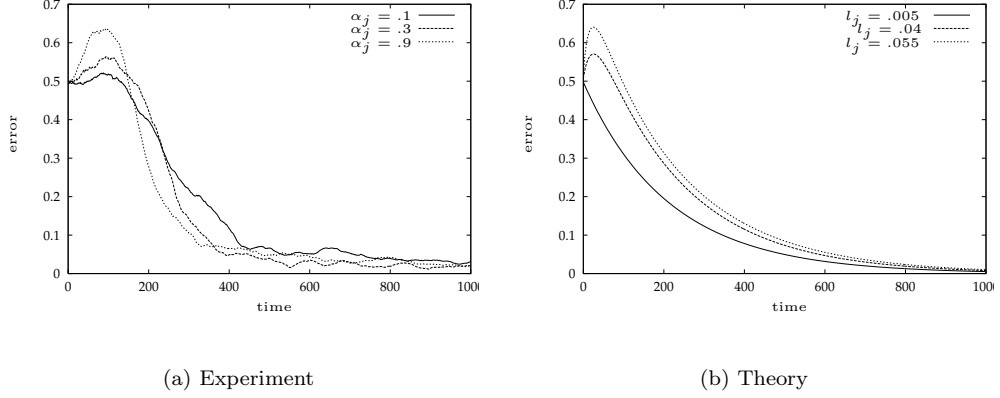 0.7
0.6
0.5
0.4
0.3
0.2
0.1
0
error
0
200
400
600
800
1000
time
αj = .1
αj = .3
αj = .9
(a) Experiment
0.7
0.6
0.5
0.4
0.3
0.2
0.1
0
error
0
200
400
600
800
1000
time
lj = .005
lj = .04
lj = .055
(b) Theory